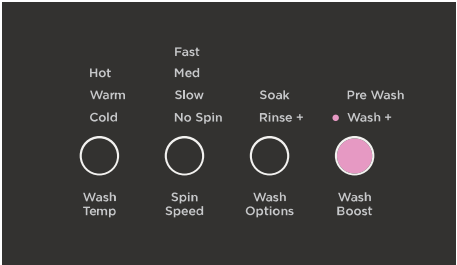 Fast
Hot Med
Warm Slow Soak Pre Wash
Cold No Spin Rinse + Wash +
Wash Spin Wash Wash
Temp Speed Options Boost